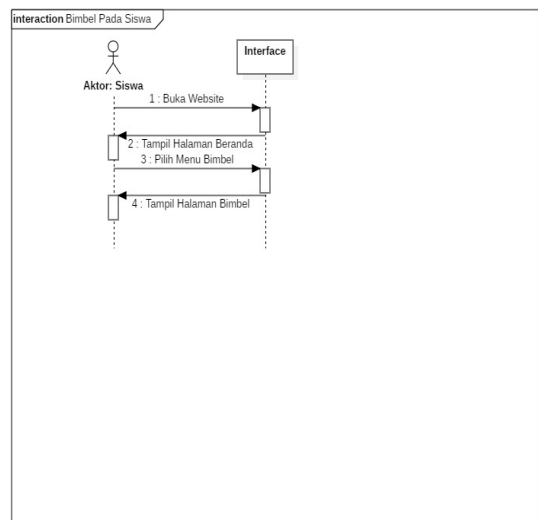 interaction Bimbel Pada Siswa
Interface
Aktor: Siswa
1 : Buka Website
2 : Tampil Halaman Beranda
3 : Pilih Menu Bimbel
4 : Tampil Halaman Bimbel